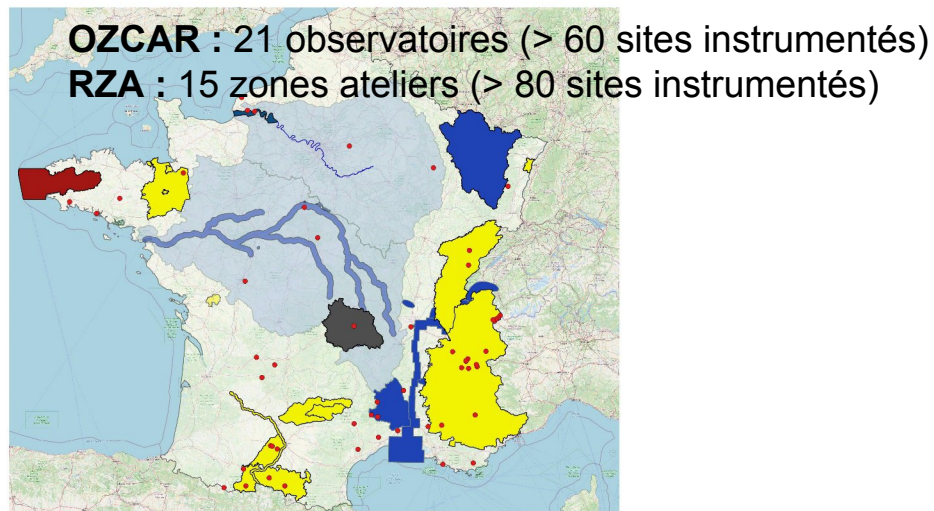 OZCAR : 21 observatoires (> 60 sites instrumentés)
RZA : 15 zones ateliers (> 80 sites instrumentés)